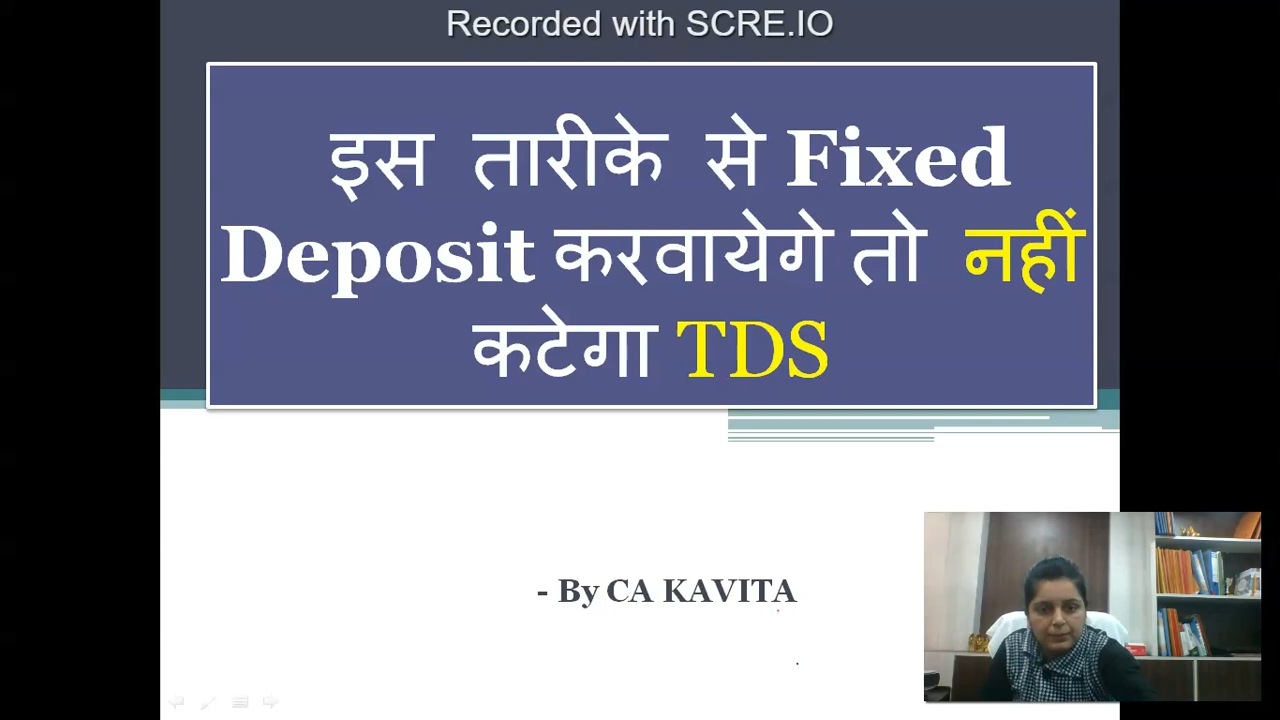 Recorded with SCRE.IO
इस तारीके से Fixed
Deposit करवायेगे तो नहीं
कटेगा TDS
- By CA KAVITA